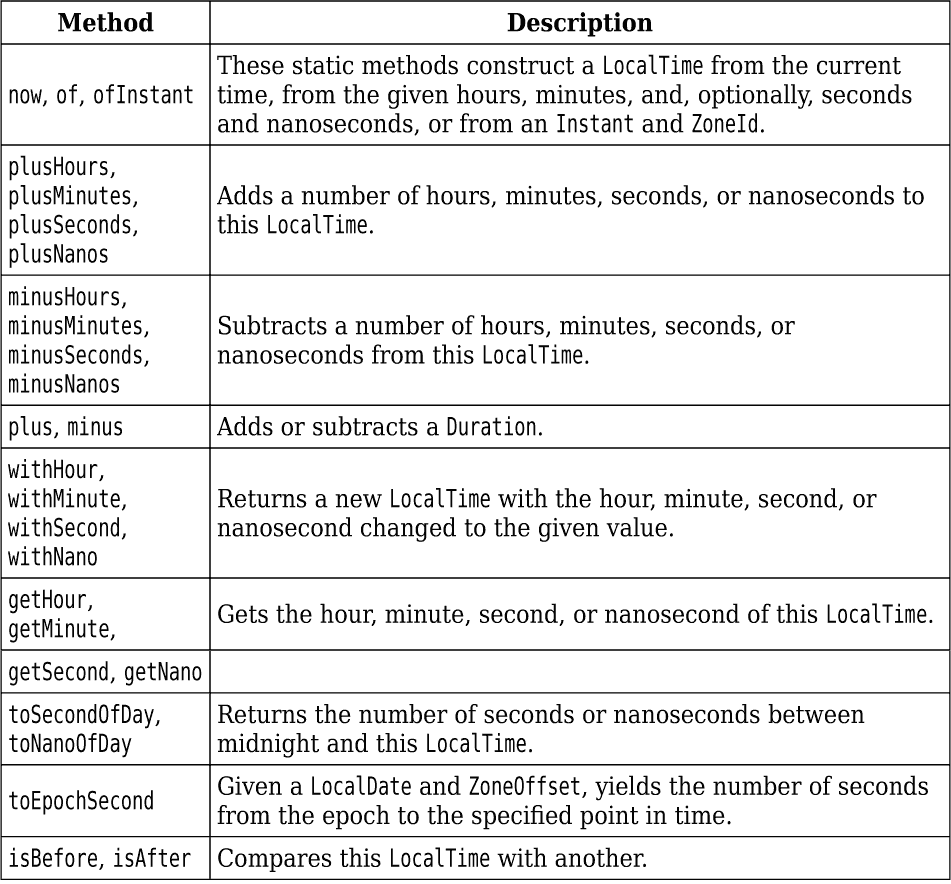 Method Description
now, of, ofInstant
These static methods construct a LocalTime from the current
time, from the given hours, minutes, and, optionally, seconds
and nanoseconds, or from an Instant and ZoneId.
plusHours,
plusMinutes,
plusSeconds,
plusNanos
Adds a number of hours, minutes, seconds, or nanoseconds to
this LocalTime.
minusHours,
minusMinutes,
minusSeconds,
minusNanos
Subtracts a number of hours, minutes, seconds, or
nanoseconds from this LocalTime.
plus, minus
Adds or subtracts a Duration.
withHour,
withMinute,
withSecond,
withNano
Returns a new LocalTime with the hour, minute, second, or
nanosecond changed to the given value.
getHour,
getMinute,
Gets the hour, minute, second, or nanosecond of this LocalTime.
getSecond, getNano
toSecondOfDay,
toNanoOfDay
Returns the number of seconds or nanoseconds between
midnight and this LocalTime.
toEpochSecond
Given a LocalDate and ZoneOffset, yields the number of seconds
from the epoch to the specified point in time.
isBefore, isAfter
Compares this LocalTime with another.